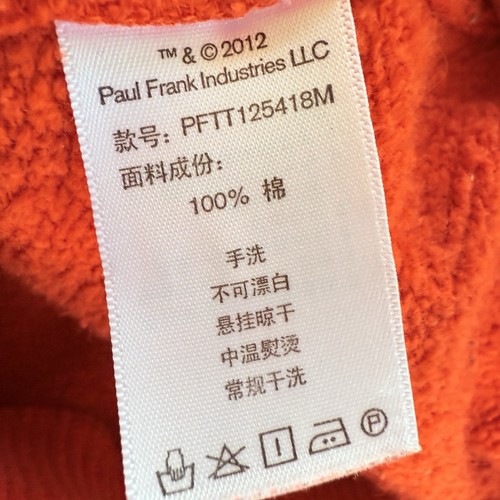 ™ & © 2012
Paul Frank Industries LLC
款号: PFTT125418M
面料成份:
100% 棉
手洗
不可漂白
悬挂晾干
中温熨烫
常规干洗
P